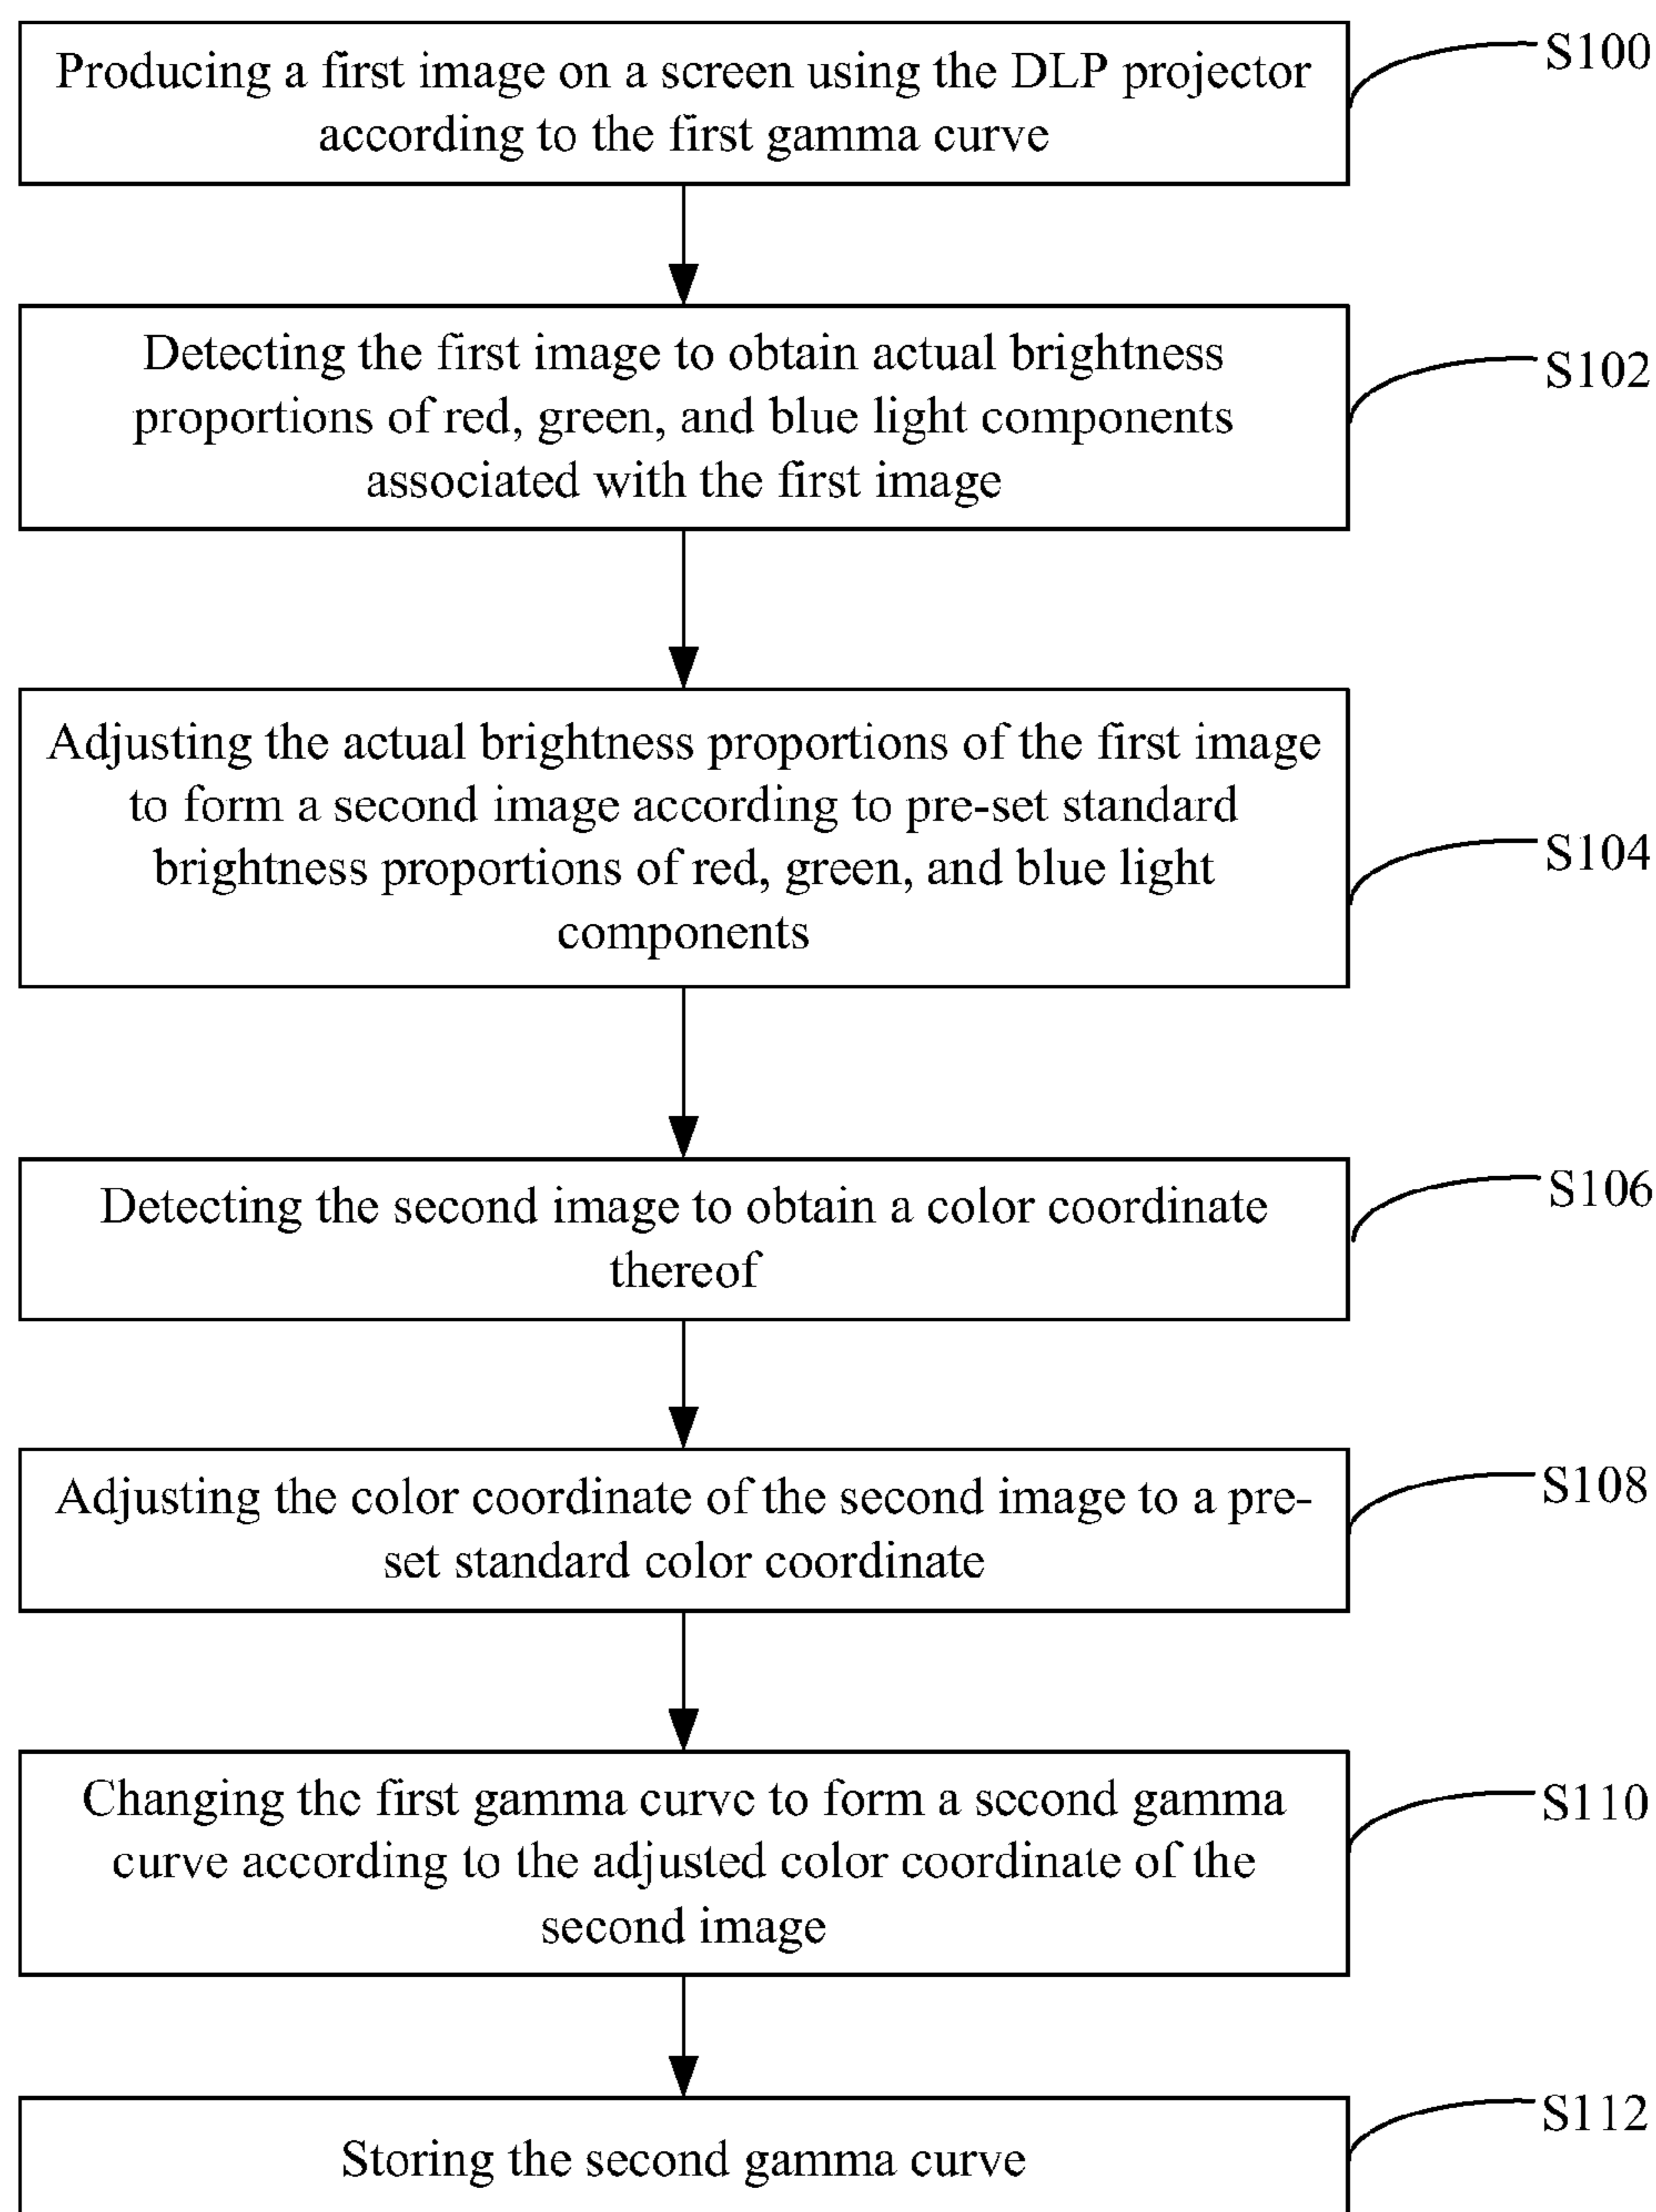 Producing a first image on a screen using the DLP projector
according to the first gamma curve
S100
Detecting the first image to obtain actual brightness
proportions of red, green, and blue light components
associated with the first image
S102
Adjusting the actual brightness proportions of the first image
to form a second image according to pre-set standard
brightness proportions of red, green, and blue light
components
S104
Detecting the second image to obtain a color coordinate
thereof
S106
Adjusting the color coordinate of the second image to a pre-
set standard color coordinate
S108
Changing the first gamma curve to form a second gamma
curve according to the adjusted color coordinate of the
second image
S110
Storing the second gamma curve
S112